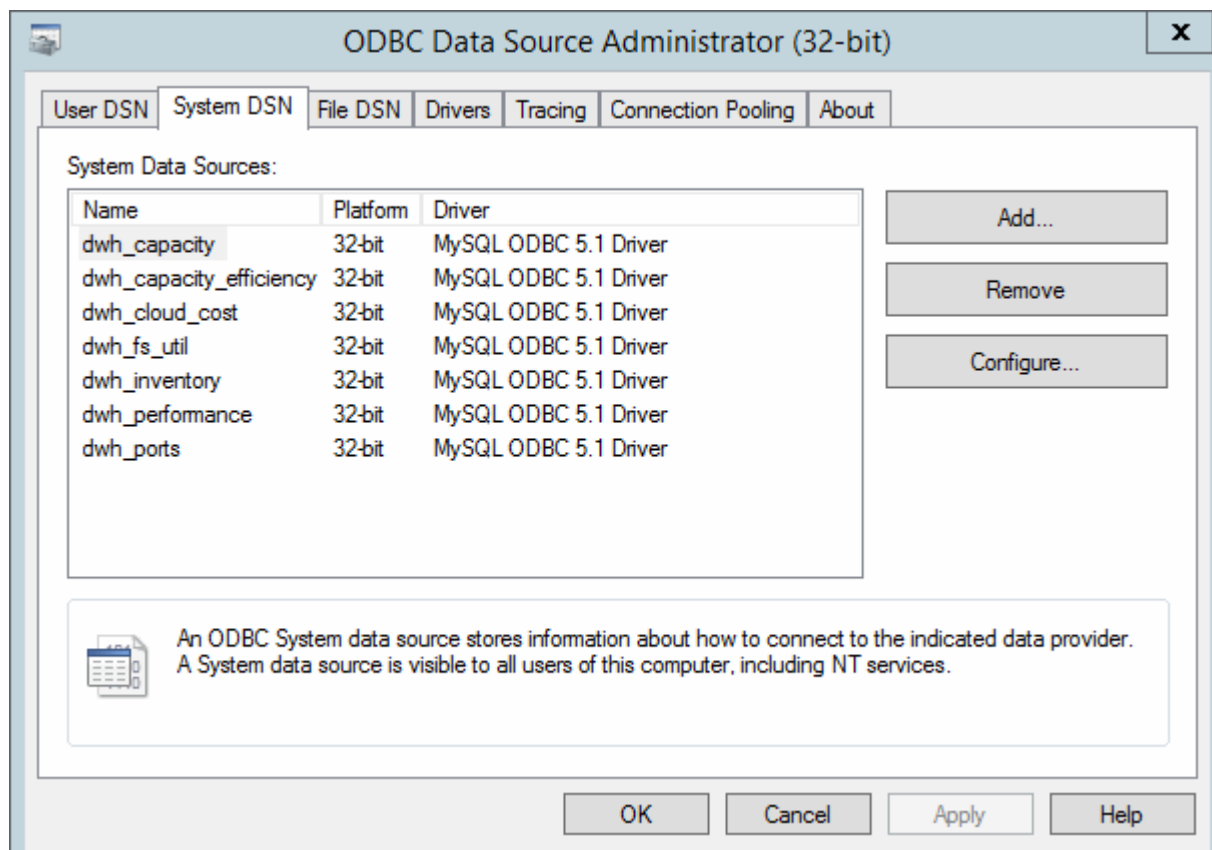 ODBC Data Source Administrator (32-bit)
x
User DSN System DSN File DSN Drivers Tracing Connection Pooling About
System Data Sources:
Name Platform Driver
dwh_capacity 32-bit MySQL ODBC 5.1 Driver
dwh_capacity_efficiency 32-bit MySQL ODBC 5.1 Driver
dwh_cloud_cost 32-bit MySQL ODBC 5.1 Driver
dwh_fs_util 32-bit MySQL ODBC 5.1 Driver
dwh_inventory 32-bit MySQL ODBC 5.1 Driver
dwh_performance 32-bit MySQL ODBC 5.1 Driver
dwh_ports 32-bit MySQL ODBC 5.1 Driver
Add...
Remove
Configure...
An ODBC System data source stores information about how to connect to the indicated data provider.
A System data source is visible to all users of this computer, including NT services.
OK Cancel Apply Help